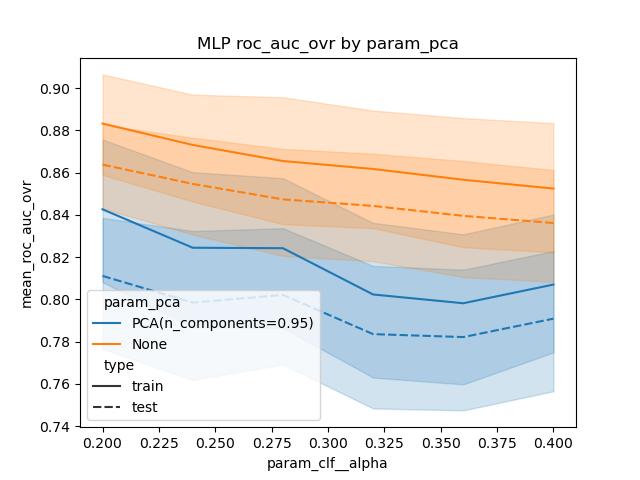 MLP roc_auc_ovr by param_pca
mean_roc_auc_ovr
0.90
0.88
0.86
0.84
0.82
0.80
0.78
0.76
0.74
param_pca
PCA(n_components=0.95)
None
type
train
test
0.200 0.225 0.250 0.275 0.300 0.325 0.350 0.375 0.400
param_clf__alpha